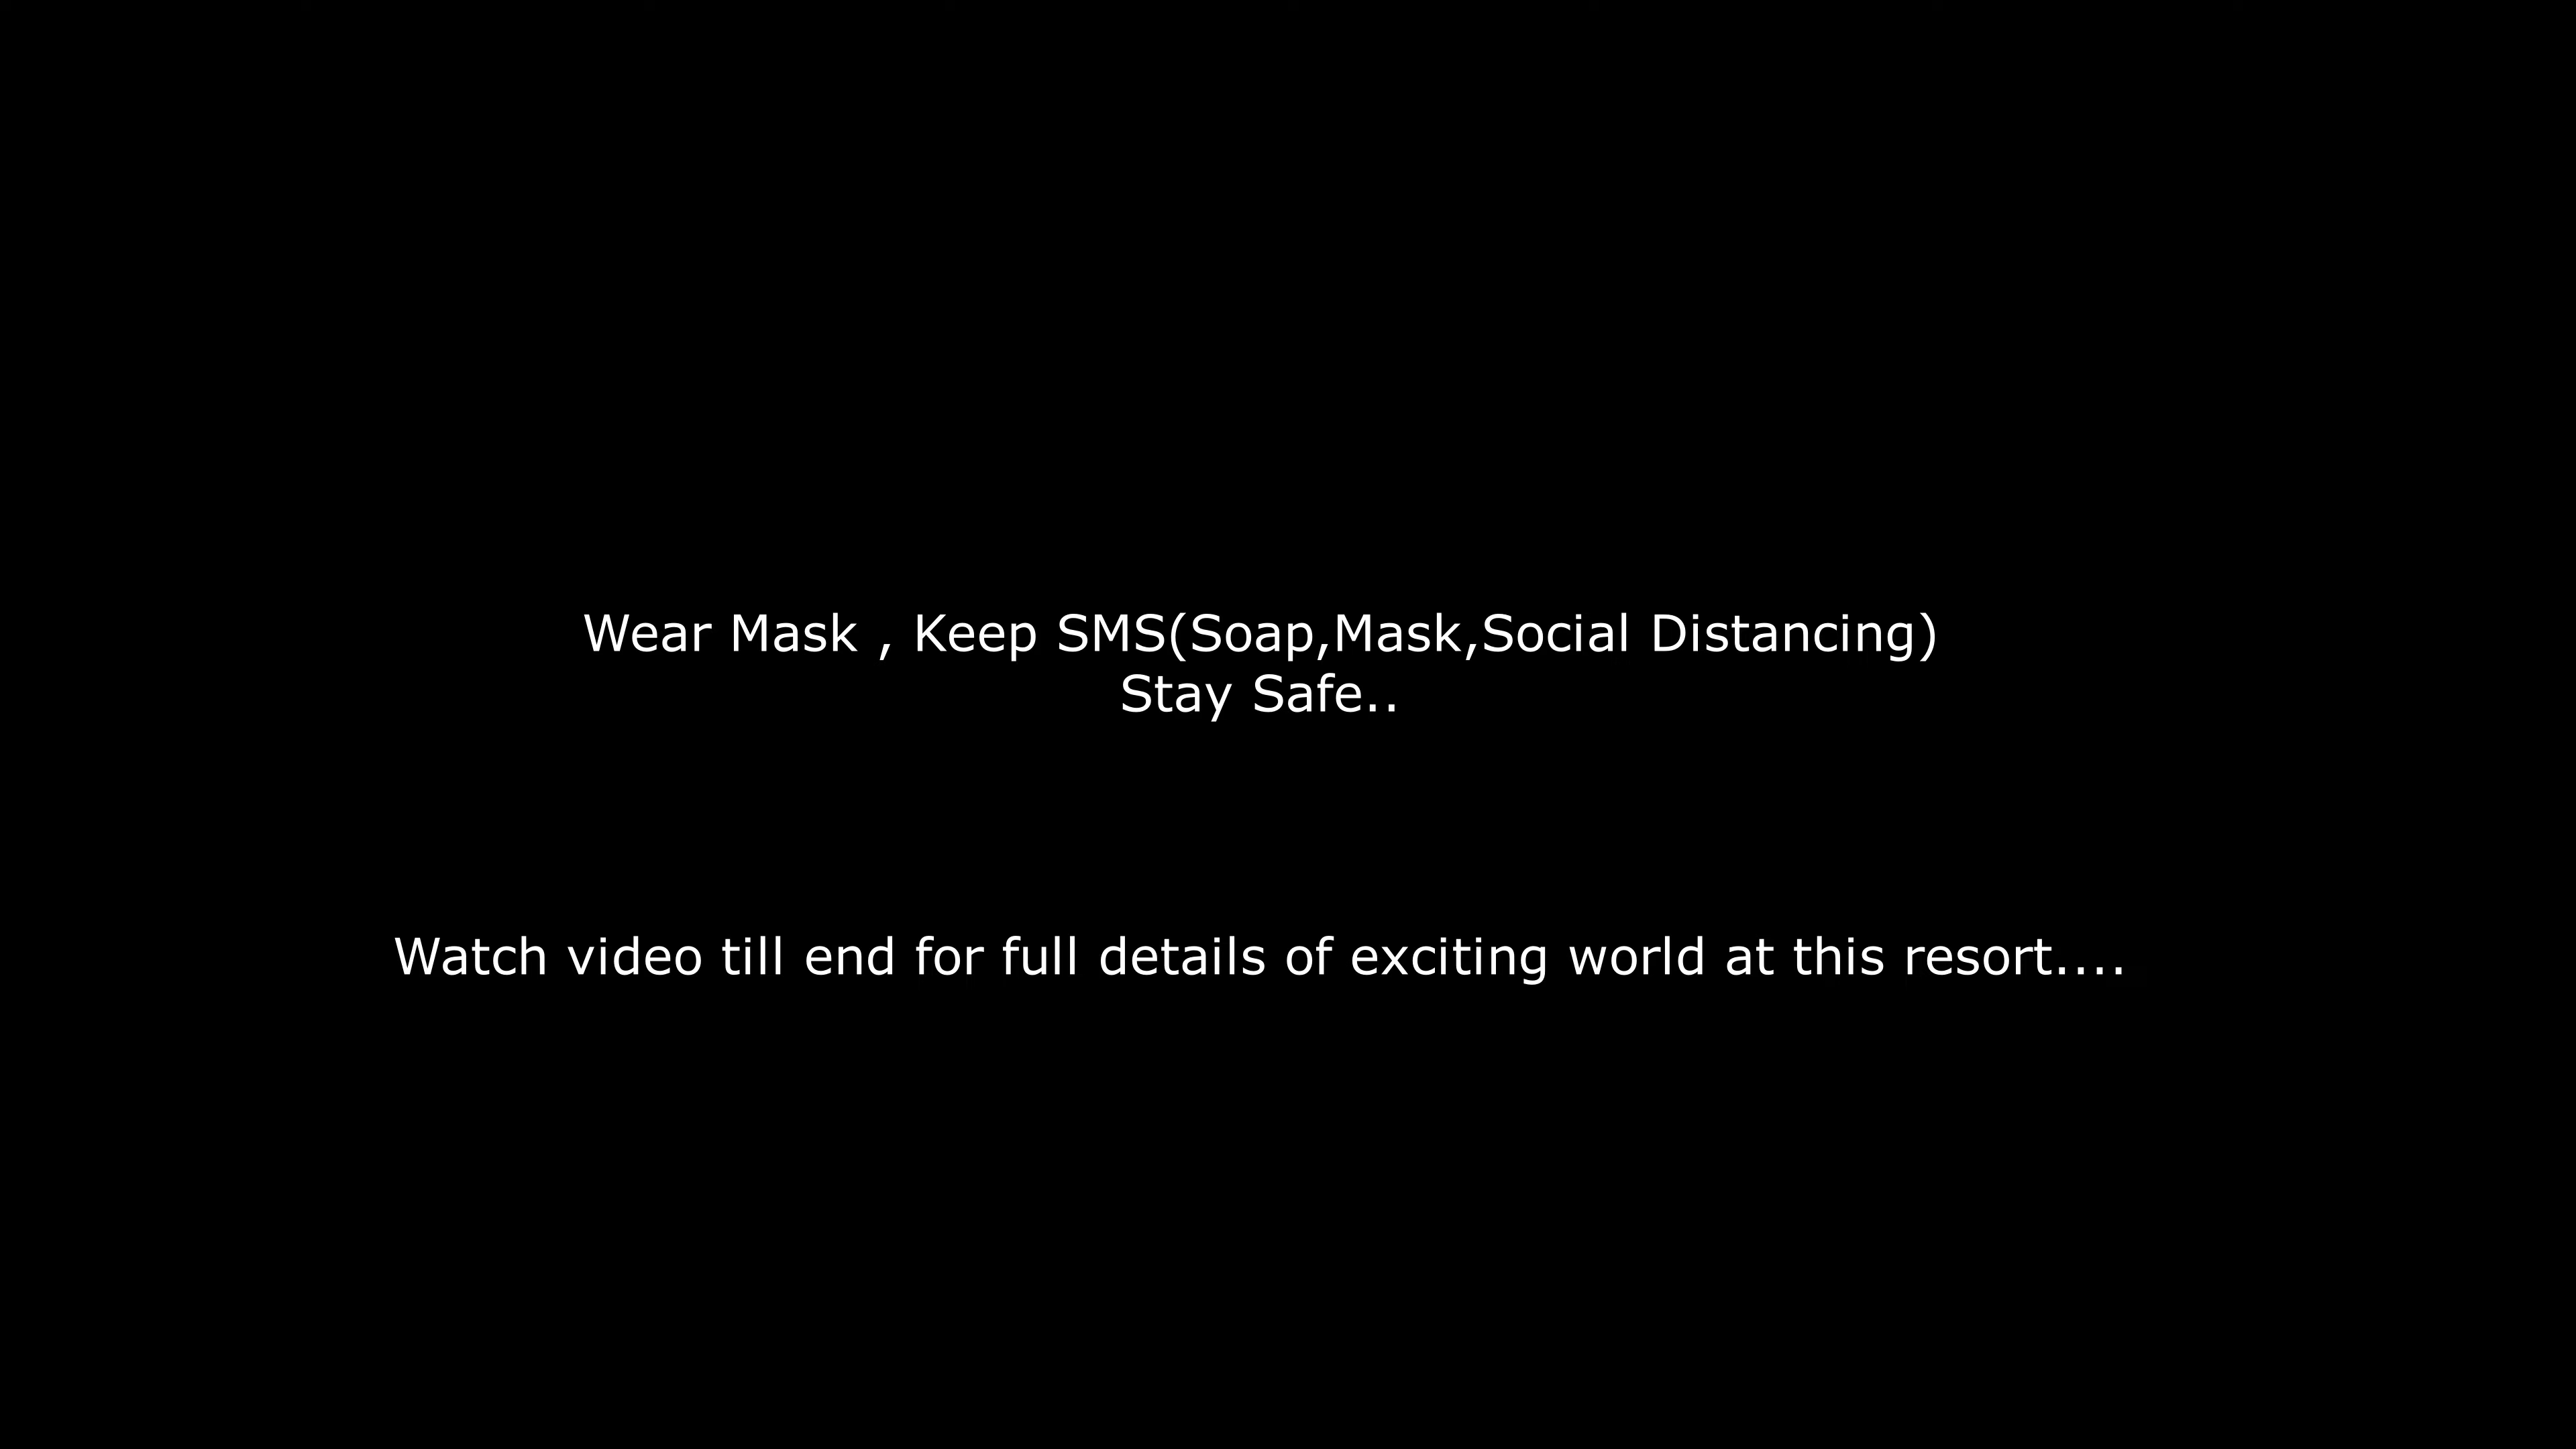 Wear Mask , Keep SMS(Soap,Mask,Social Distancing)
Stay Safe..
Watch video till end for full details of exciting world at this resort....